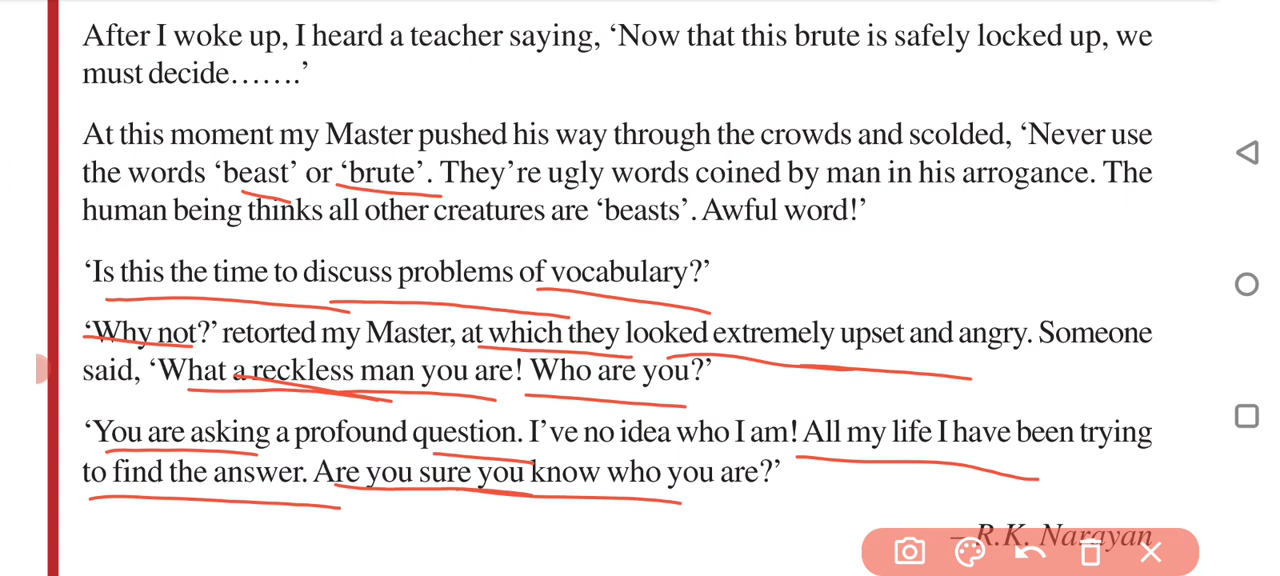 After I woke up, I heard a teacher saying, ‘Now that this brute is safely locked up, we
must decide…….’
At this moment my Master pushed his way through the crowds and scolded, ‘Never use
the words ‘beast’ or ‘brute’. They’re ugly words coined by man in his arrogance. The
human being thinks all other creatures are ‘beasts’. Awful word!’
‘Is this the time to discuss problems of vocabulary?’
‘Why not?’ retorted my Master, at which they looked extremely upset and angry. Someone
said, ‘What a reckless man you are! Who are you?’
‘You are asking a profound question. I’ve no idea who I am! All my life I have been trying
to find the answer. Are you sure you know who you are?’
– R.K. Narayan